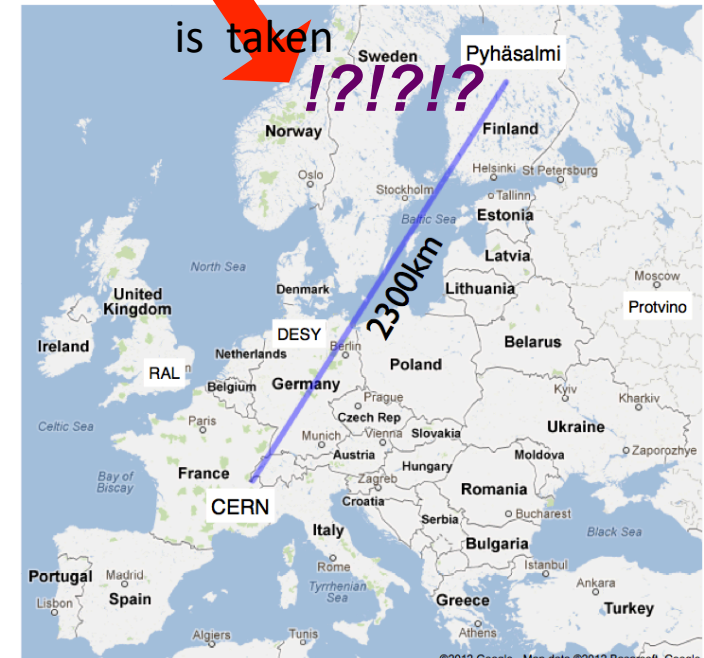 is taken
Sweden
Pyhäsalmi
!?!?!?
Norway
Finland
Oslo
Helsinki
St Petersburg
Stockholm
Tallinn
Baltic Sea
Estonia
North Sea
Latvia
Moscow
Denmark
Lithuania
2300km
United
Kingdom
Protvino
DESY
Ireland
Netherlands
Berlin
Belarus
RAL
Poland
Belgium
Germany
Prague
Kyiv
Kharkiv
Celtic Sea
Paris
Czech Rep
Ukraine
Munich
Vienna
Slovakia
Zaporozhye
Austria
Moldova
Bay of
Biscay
France
Hungary
Zagreb
Romania
CERN
Croatia
Serbia
Bucharest
Italy
Black Sea
Bulgaria
Portugal
Madrid
Rome
Istanbul
Tyrrhenian
Sea
Ankara
Lisbon
Spain
Greece
Turkey
Algiers
Tunis
Athens